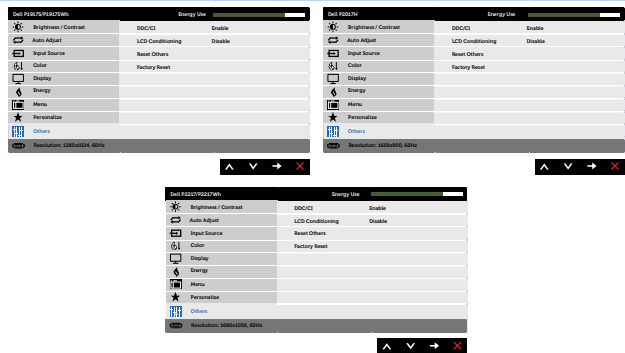 Dell P1917S/P1917SWh Energy Use
Brightness / Contrast DDC/CI Enable
Auto Adjust LCD Conditioning Disable
Input Source Reset Others
Color Factory Reset
Display
Energy
Menu
Personalize
Others
Resolution: 1280x1024, 60Hz
Dell P2017H Energy Use
Brightness / Contrast DDC/CI Enable
Auto Adjust LCD Conditioning Disable
Input Source Reset Others
Color Factory Reset
Display
Energy
Menu
Personalize
Others
Resolution: 1600x900, 60Hz
Dell P2217/P2217Wh Energy Use
Brightness / Contrast DDC/CI Enable
Auto Adjust LCD Conditioning Disable
Input Source Reset Others
Color Factory Reset
Display
Energy
Menu
Personalize
Others
Resolution: 1680x1050, 60Hz